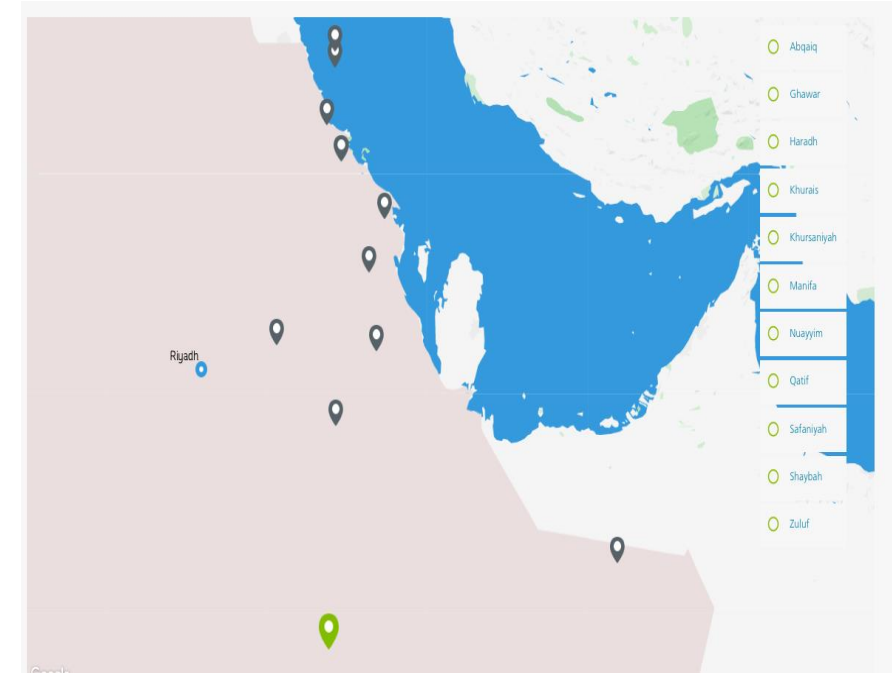 Abqaiq
Ghawar
Haradh
Khurais
Khursaniyah
Manifa
Nuayyim
Riyadh
Qatif
Safaniyah
Shaybah
Zuluf